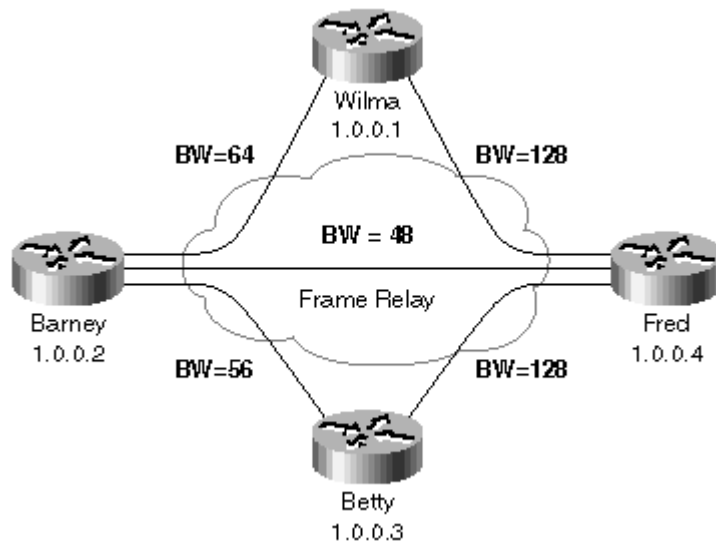 Wilma
1.0.0.1
BW=64
BW=128
BW = 48
Frame Relay
Barney
1.0.0.2
Fred
1.0.0.4
BW=56
BW=128
Betty
1.0.0.3